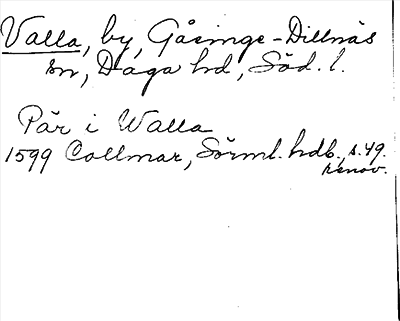 Valla, by, Gåsinge-Dillnäs
sn, Daga hd, Söd. l.
Pär i Walla
1599 Collmar, Sörml. hdb., s. 49.
renov.